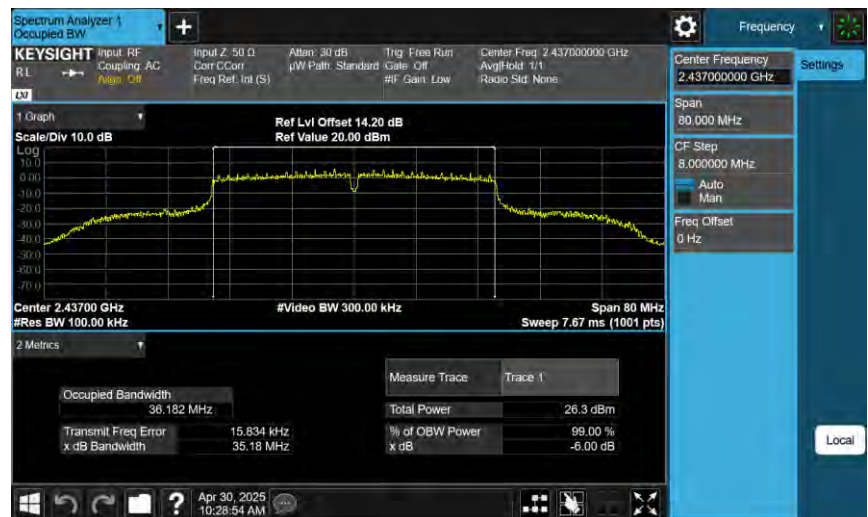 Spectrum Analyzer 1
Occupied BW
Frequency
KEYSIGHT
RL
LXI
Input: RF
Coupling: AC
Align: Off
Input Z: 50 Ω
Corr CCorr
Freq Ref: Int (S)
Atten: 30 dB
µW Path: Standard
Trig: Free Run
Gate: Off
#IF Gain: Low
Center Freq: 2.437000000 GHz
Avg|Hold: 1/1
Radio Std: None
Center Frequency
2.437000000 GHz
Settings
Span
80.000 MHz
CF Step
8.000000 MHz
Auto
Man
Freq Offset
0 Hz
1 Graph
Scale/Div 10.0 dB
Ref Lvl Offset 14.20 dB
Ref Value 20.00 dBm
Log
10.0
0.00
-10.0
-20.0
-30.0
-40.0
-50.0
-60.0
-70.0
Center 2.43700 GHz
#Video BW 300.00 kHz
Span 80 MHz
#Res BW 100.00 kHz
Sweep 7.67 ms (1001 pts)
2 Metrics
Measure Trace
Trace 1
Occupied Bandwidth
36.182 MHz
Total Power
26.3 dBm
Transmit Freq Error
15.834 kHz
% of OBW Power
99.00 %
x dB Bandwidth
35.18 MHz
x dB
-6.00 dB
Local
?
Apr 30, 2025
10:28:54 AM